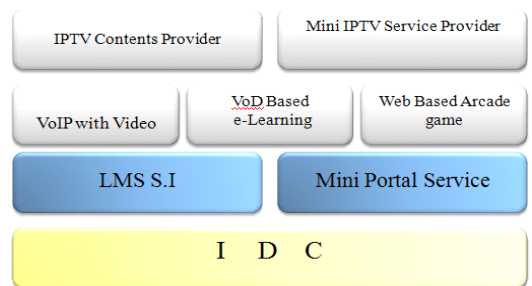 IPTV Contents Provider
Mini IPTV Service Provider
VoIP with Video
VoD Based
e-Learning
Web Based Arcade
game
LMS S.I
Mini Portal Service
I D C